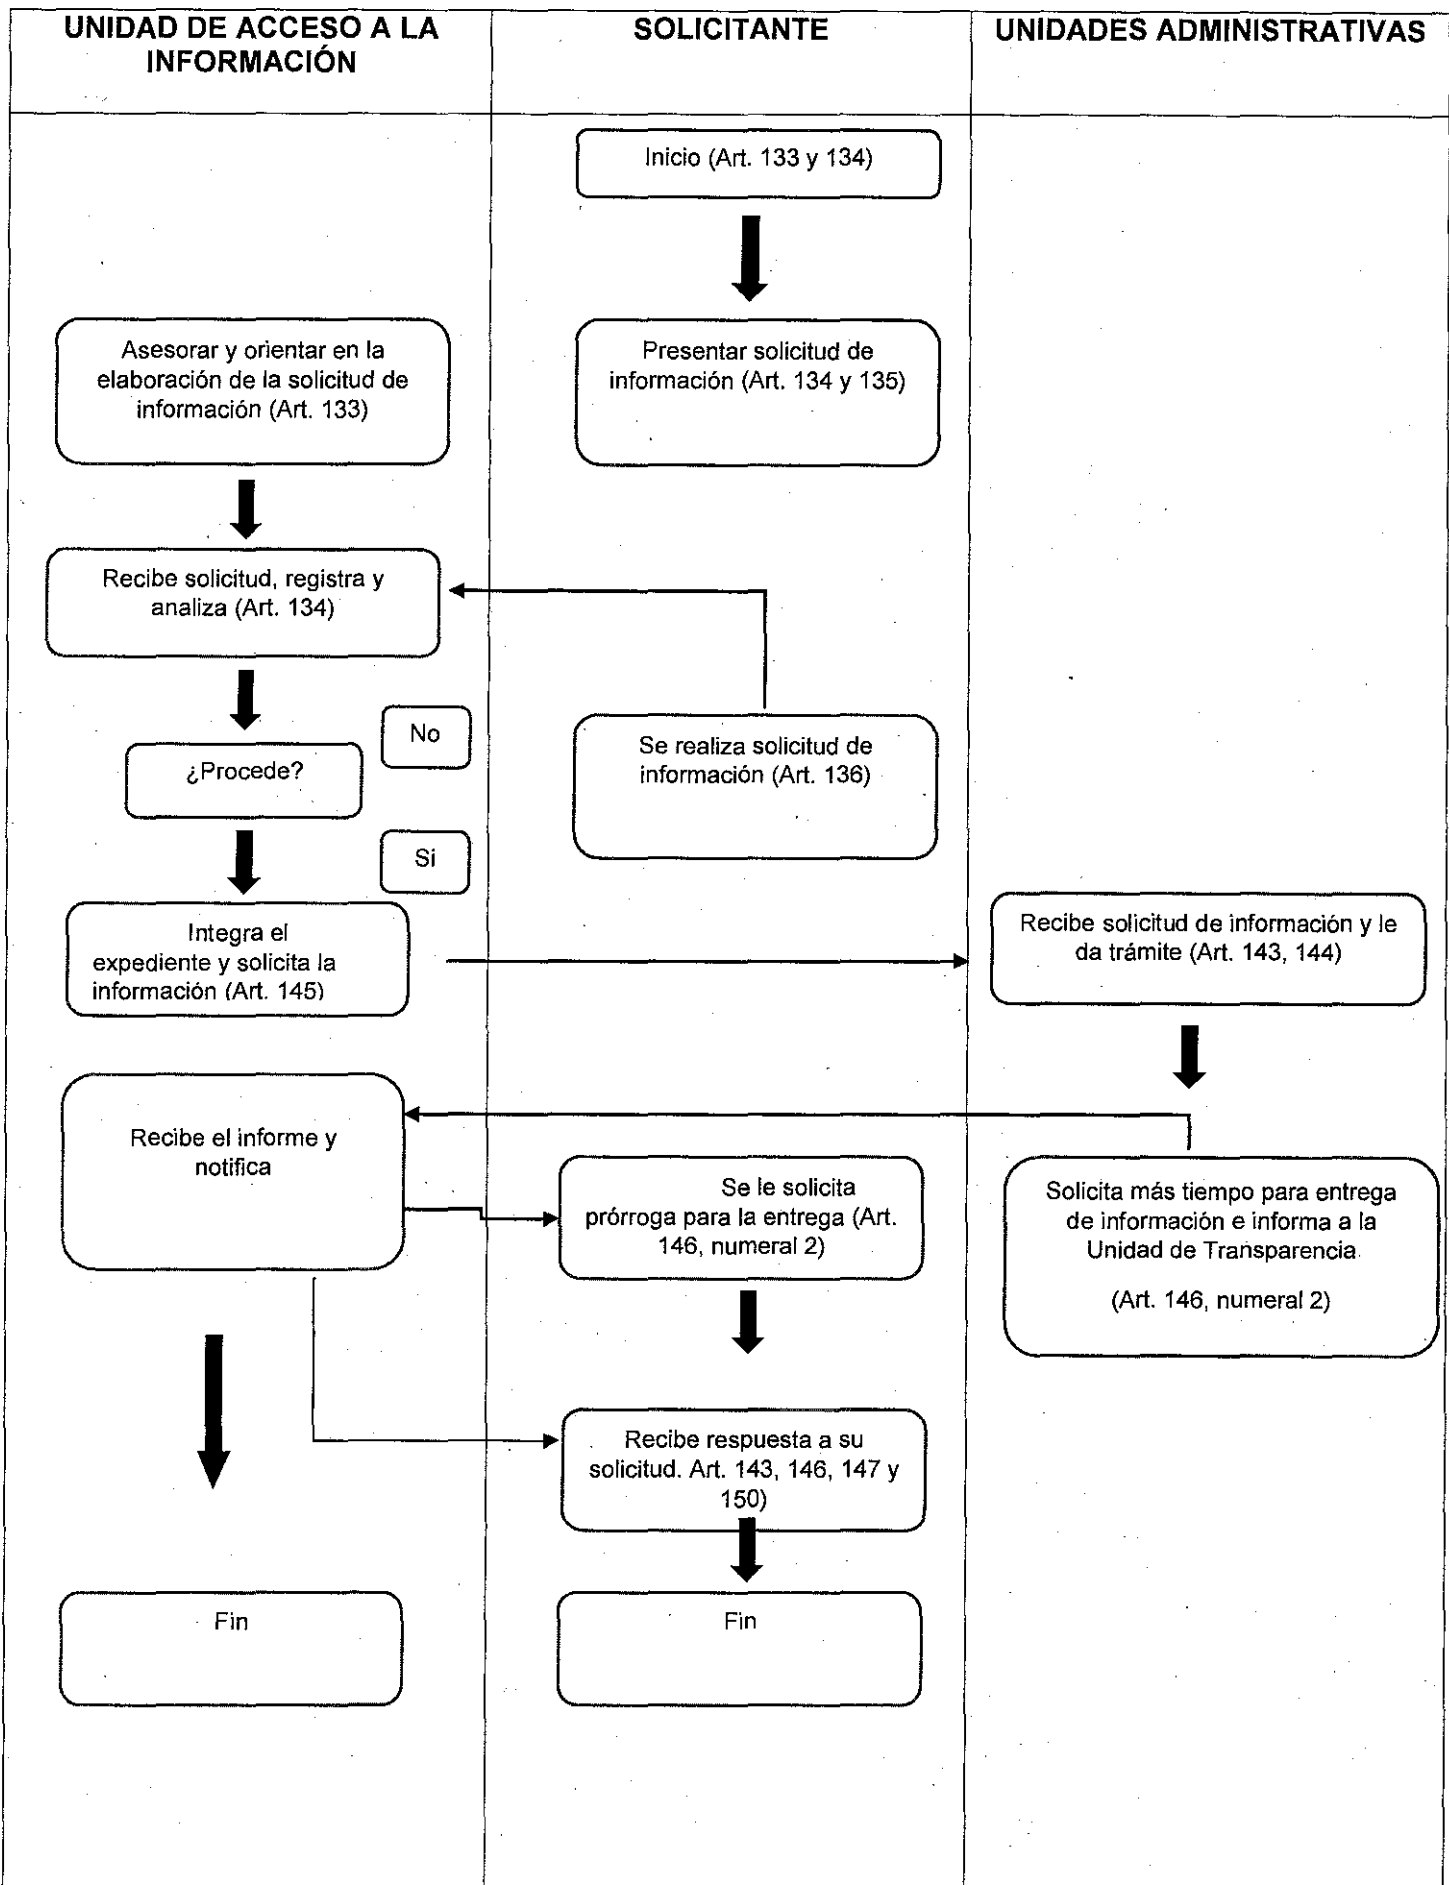 UNIDAD DE ACCESO A LA
INFORMACIÓN
SOLICITANTE
UNIDADES ADMINISTRATIVAS
Inicio (Art. 133 y 134)
Asesorar y orientar en la
elaboración de la solicitud de
información (Art. 133)
Presentar solicitud de
información (Art. 134 y 135)
Recibe solicitud, registra y
analiza (Art. 134)
No
¿Procede?
Se realiza solicitud de
información (Art. 136)
Si
Integra el
expediente y solicita la
información (Art. 145)
Recibe solicitud de información y le
da trámite (Art. 143, 144)
Recibe el informe y
notifica
Se le solicita
prórroga para la entrega (Art.
146, numeral 2)
Solicita más tiempo para entrega
de información e informa a la
Unidad de Transparencia
(Art. 146, numeral 2)
Recibe respuesta a su
solicitud. Art. 143, 146, 147 y
150)
Fin
Fin